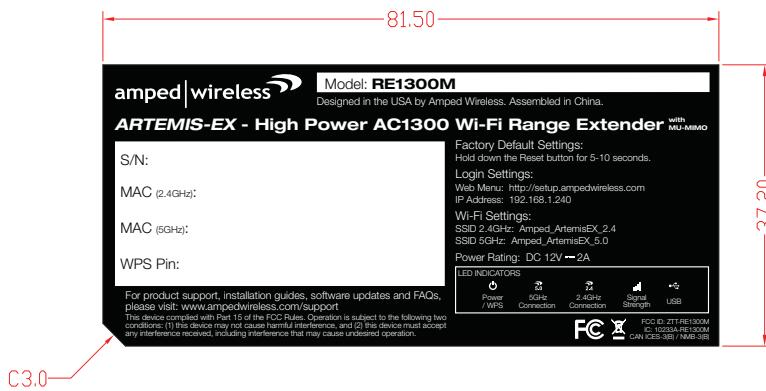 81.50
amped wireless
Model: RE1300M
Designed in the USA by Amped Wireless. Assembled in China.
ARTEMIS-EX - High Power AC1300 Wi-Fi Range Extender with MU-MIMO
S/N:
MAC (2.4GHz):
MAC (5GHz):
WPS Pin:
For product support, installation guides, software updates and FAQs,
please visit: www.ampedwireless.com/support
This device complied with Part 15 of the FCC Rules. Operation is subject to the following two
conditions: (1) this device may not cause harmful interference, and (2) this device must accept
any interference received, including interference that may cause undesired operation.
Factory Default Settings:
Hold down the Reset button for 5-10 seconds.
Login Settings:
Web Menu: http://setup.ampedwireless.com
IP Address: 192.168.1.240
Wi-Fi Settings:
SSID 2.4GHz: Amped_ArtemisEX_2.4
SSID 5GHz: Amped_ArtemisEX_5.0
Power Rating: DC 12V ⎓ 2A
LED INDICATORS
5.0
2.4
Power / WPS
5GHz Connection
2.4GHz Connection
Signal Strength
USB
FC
FCC ID: ZTT-RE1300M
IC: 10233A-RE1300M
CAN ICES-3(B) / NMB-3(B)
37.20
C3.0